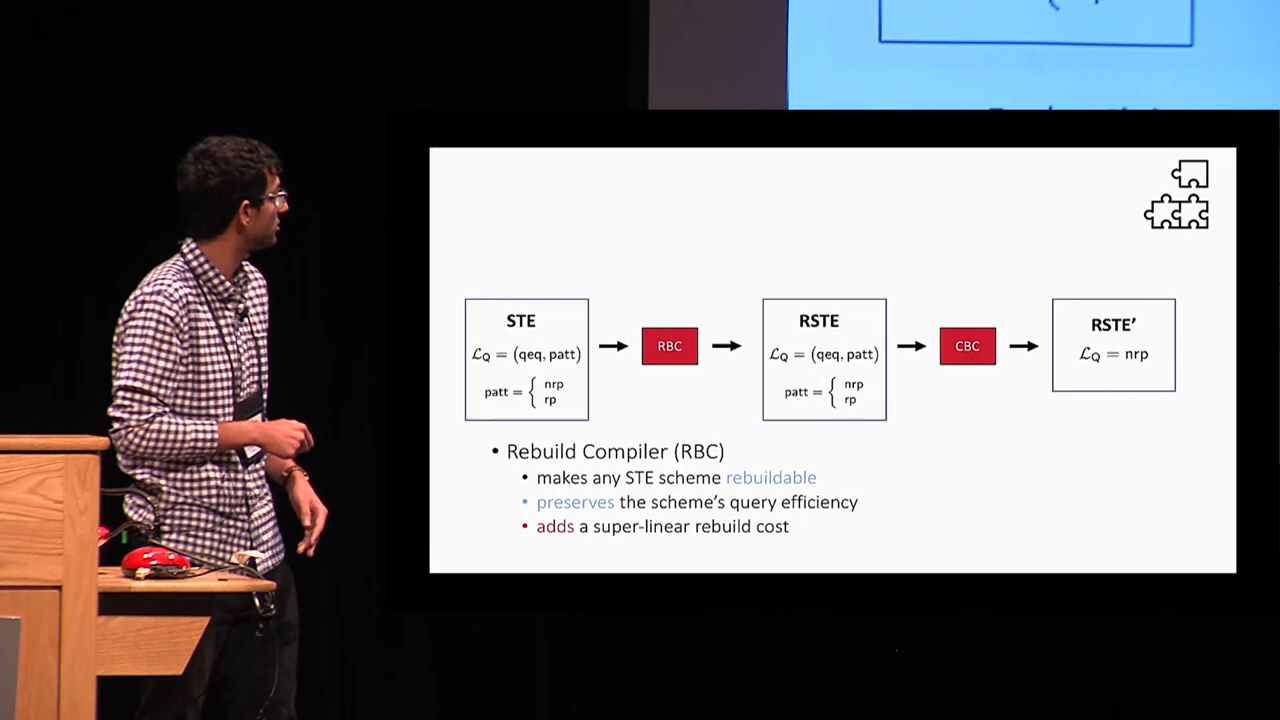 STE
ℒQ = (qeq, patt)
patt = { nrp
rp
RBC
RSTE
ℒQ = (qeq, patt)
patt = { nrp
rp
CBC
RSTE’
ℒQ = nrp
• Rebuild Compiler (RBC)
• makes any STE scheme rebuildable
• preserves the scheme’s query efficiency
• adds a super-linear rebuild cost